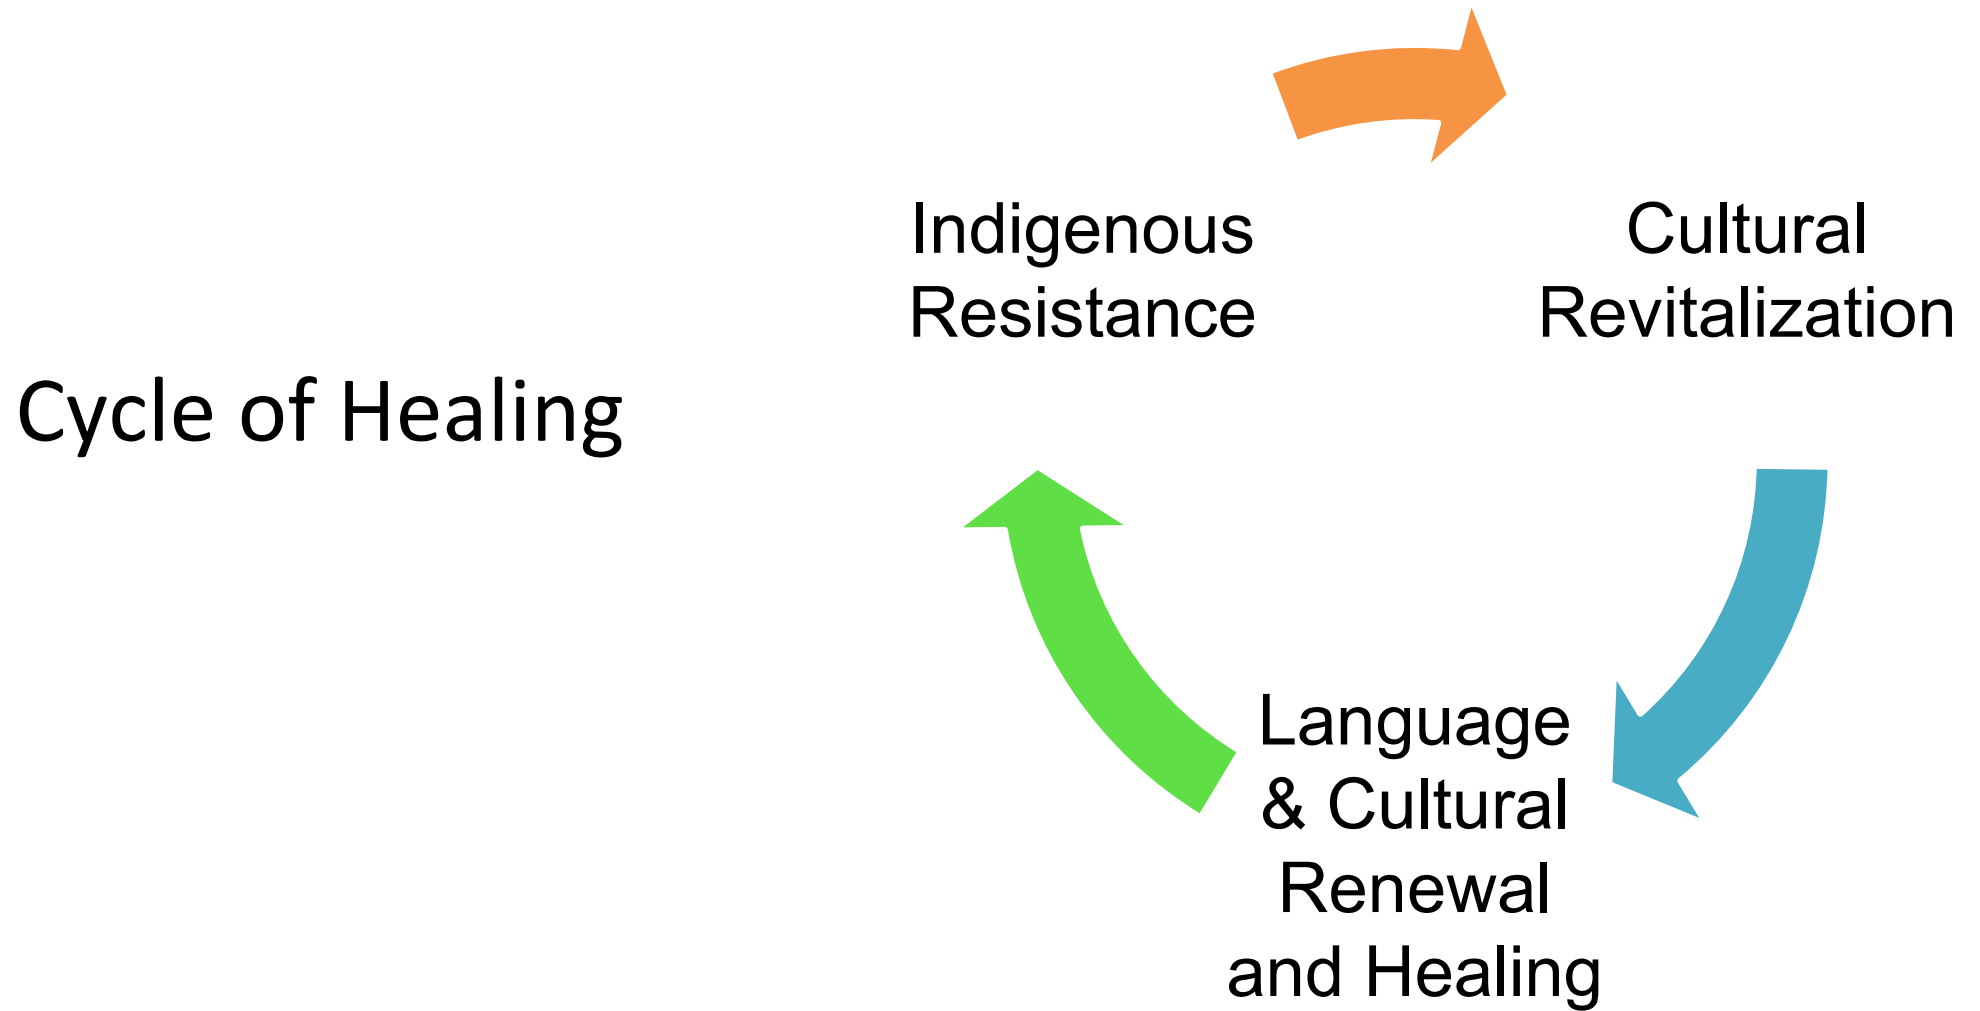 Cycle of Healing
Indigenous
Resistance
Cultural
Revitalization
Language
& Cultural
Renewal
and Healing